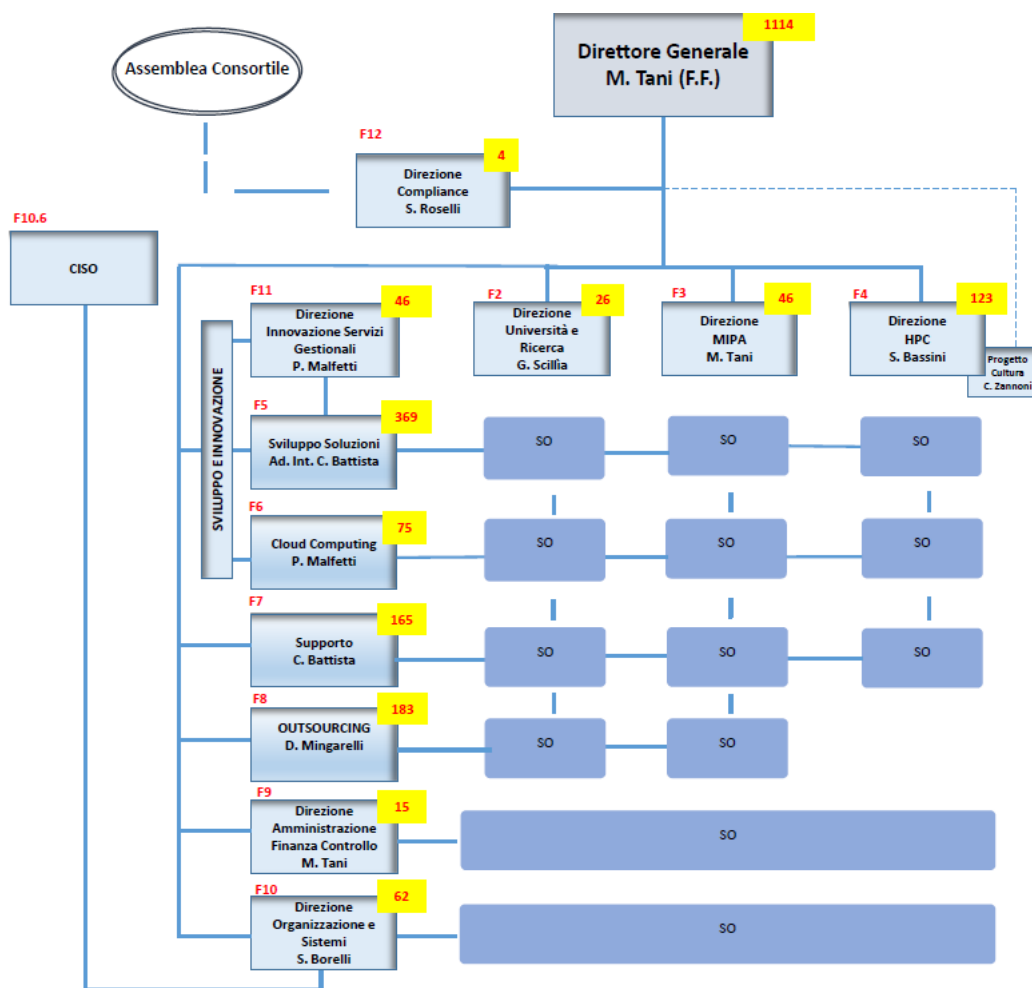 1114
Direttore Generale
M. Tani (F.F.)
Assemblea Consortile
F12
4
Direzione
Compliance
S. Roselli
F10.6
CISO
F11
46
Direzione
Innovazione Servizi
Gestionali
P. Malfetti
F2
26
Direzione
Università e
Ricerca
G. Scillìa
F3
46
Direzione
MIPA
M. Tani
F4
123
Direzione
HPC
S. Bassini
Progetto
Cultura
C. Zannoni
SVILUPPO E INNOVAZIONE
F5
369
Sviluppo Soluzioni
Ad. Int. C. Battista
SO
SO
SO
F6
75
Cloud Computing
P. Malfetti
SO
SO
SO
F7
165
Supporto
C. Battista
SO
SO
SO
F8
183
OUTSOURCING
D. Mingarelli
SO
SO
F9
15
Direzione
Amministrazione
Finanza Controllo
M. Tani
SO
F10
62
Direzione
Organizzazione e
Sistemi
S. Borelli
SO